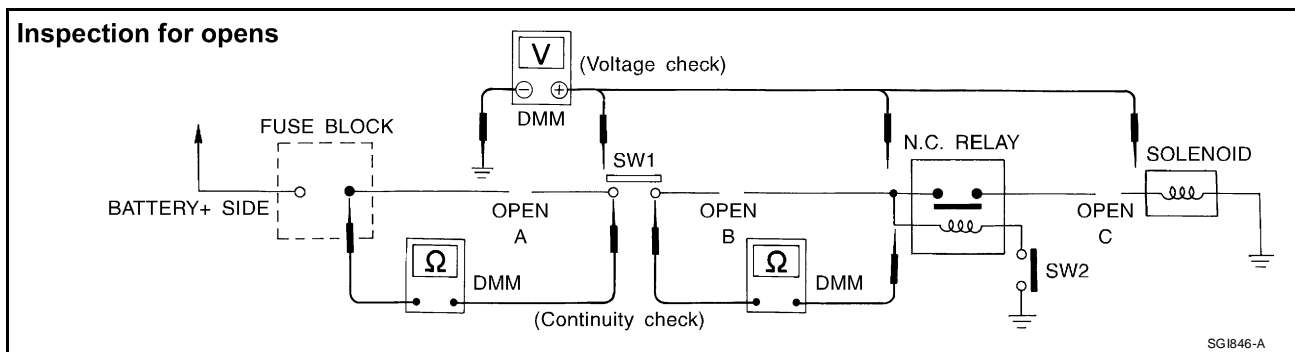 Inspection for opens
V
(Voltage check)
− +
DMM
FUSE BLOCK
N.C. RELAY
SW1
SOLENOID
BATTERY+ SIDE
OPEN
A
OPEN
B
OPEN
C
Ω
DMM
Ω
DMM
SW2
(Continuity check)
SGI846-A